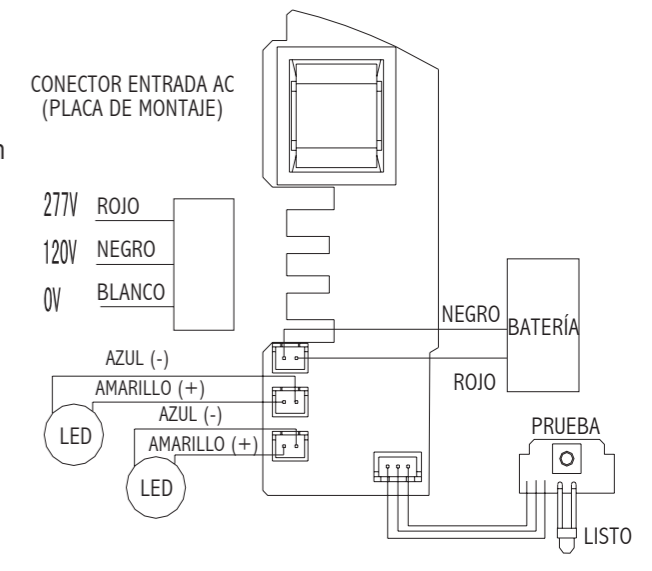 CONECTOR ENTRADA AC
(PLACA DE MONTAJE)
n
277V ROJO
120V NEGRO
0V BLANCO
NEGRO
BATERÍA
ROJO
AZUL (-)
AMARILLO (+)
LED
AZUL (-)
AMARILLO (+)
LED
PRUEBA
LISTO